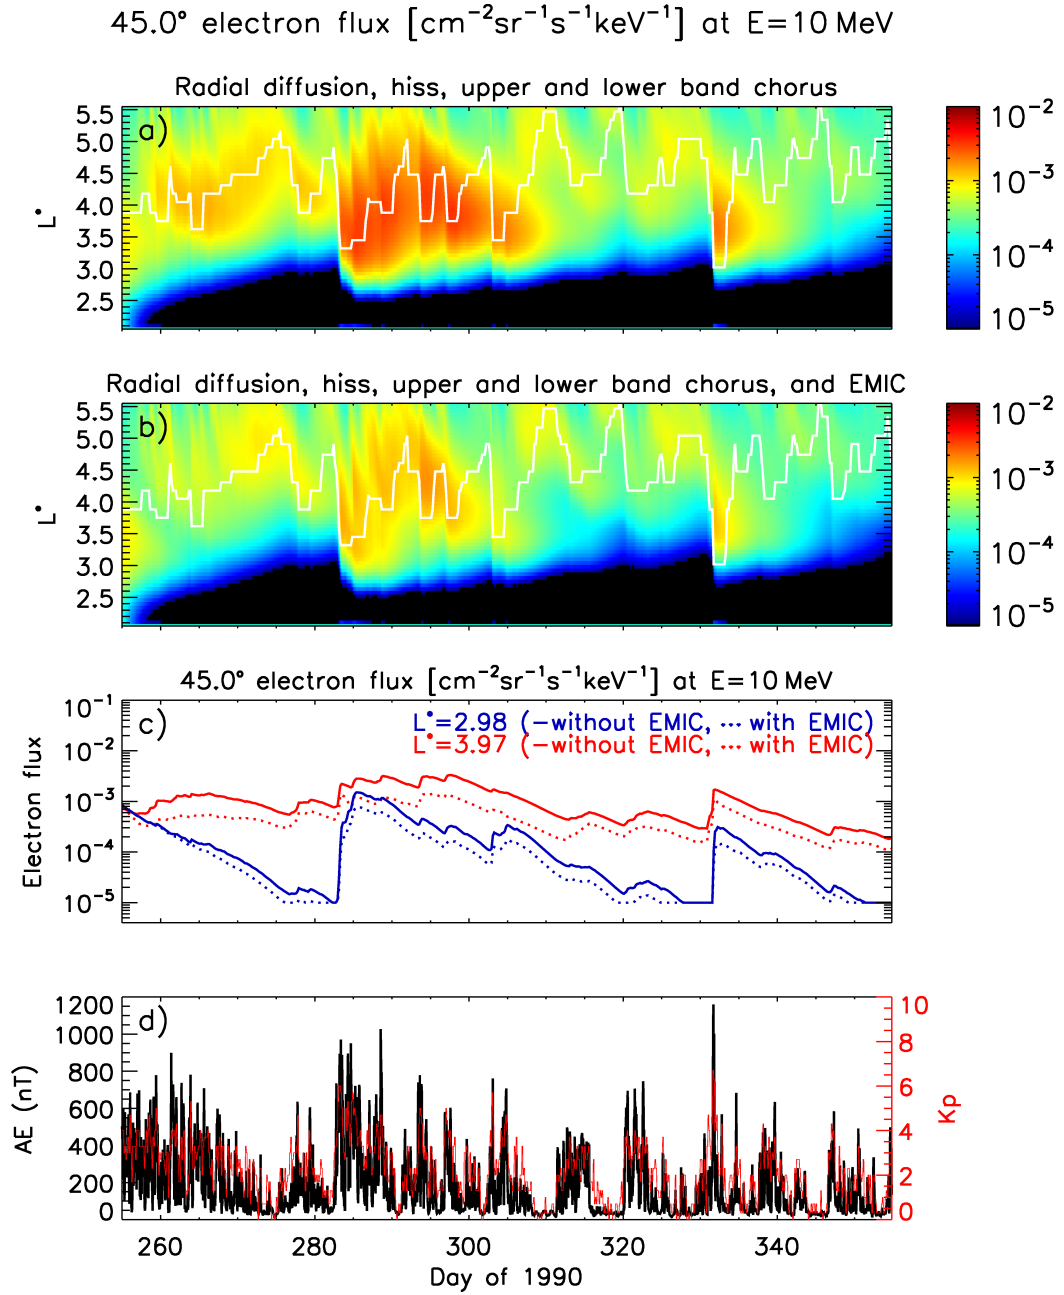 45.0° electron flux [cm⁻²sr⁻¹s⁻¹keV⁻¹] at E=10 MeV
Radial diffusion, hiss, upper and lower band chorus
a)
L*
5.5
5.0
4.5
4.0
3.5
3.0
2.5
10⁻²
10⁻³
10⁻⁴
10⁻⁵
Radial diffusion, hiss, upper and lower band chorus, and EMIC
b)
L*
5.5
5.0
4.5
4.0
3.5
3.0
2.5
10⁻²
10⁻³
10⁻⁴
10⁻⁵
45.0° electron flux [cm⁻²sr⁻¹s⁻¹keV⁻¹] at E=10 MeV
c)
L*=2.98 (−without EMIC, ··· with EMIC)
L*=3.97 (−without EMIC, ··· with EMIC)
Electron flux
10⁻¹
10⁻²
10⁻³
10⁻⁴
10⁻⁵
d)
AE (nT)
1200
1000
800
600
400
200
0
Kp
10
8
6
4
2
0
260 280 300 320 340
Day of 1990